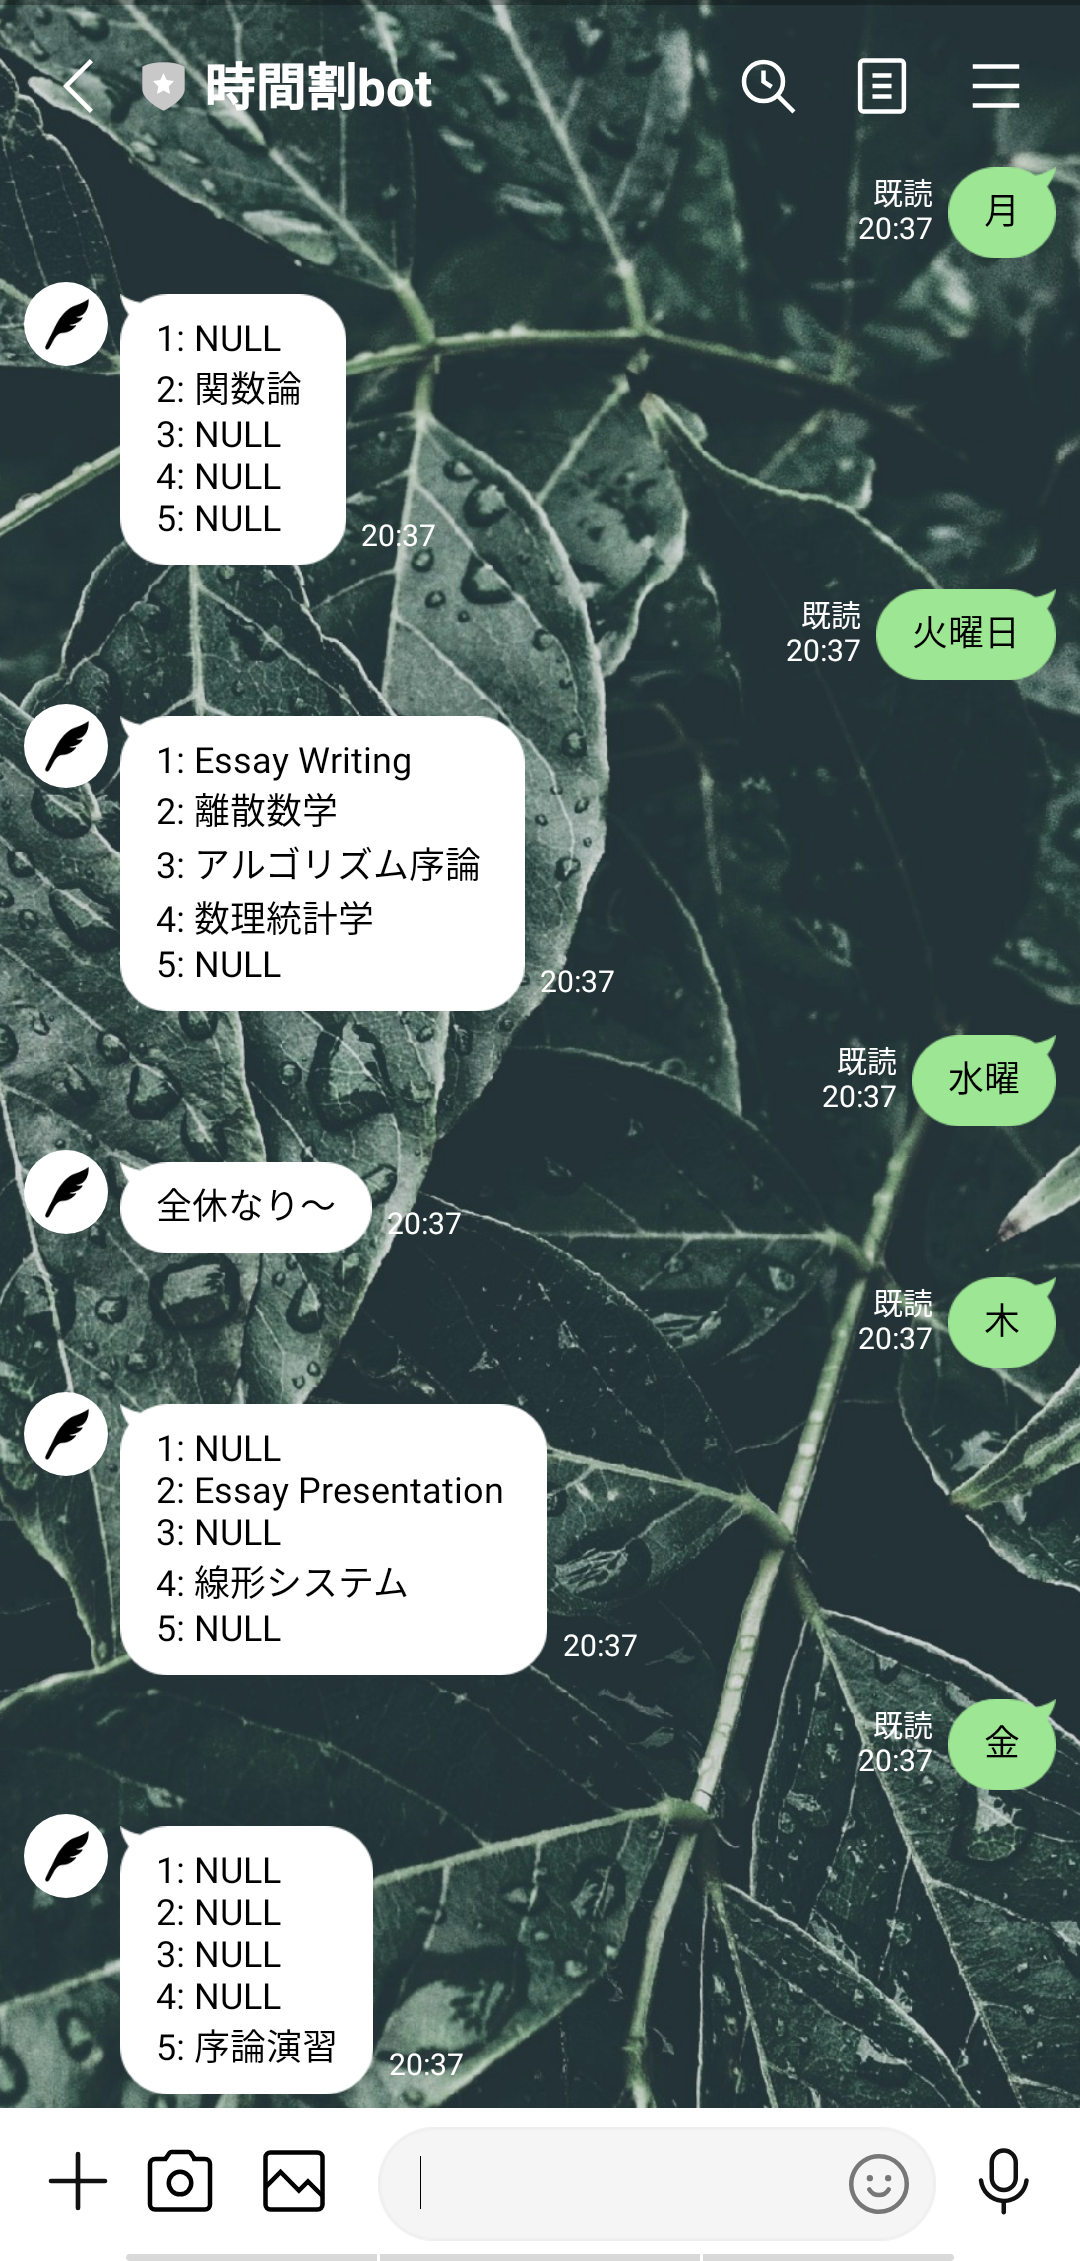 時間割bot
既読
20:37
月
1: NULL
2: 関数論
3: NULL
4: NULL
5: NULL
20:37
既読
20:37
火曜日
1: Essay Writing
2: 離散数学
3: アルゴリズム序論
4: 数理統計学
5: NULL
20:37
既読
20:37
水曜
全休なり〜
20:37
既読
20:37
木
1: NULL
2: Essay Presentation
3: NULL
4: 線形システム
5: NULL
20:37
既読
20:37
金
1: NULL
2: NULL
3: NULL
4: NULL
5: 序論演習
20:37